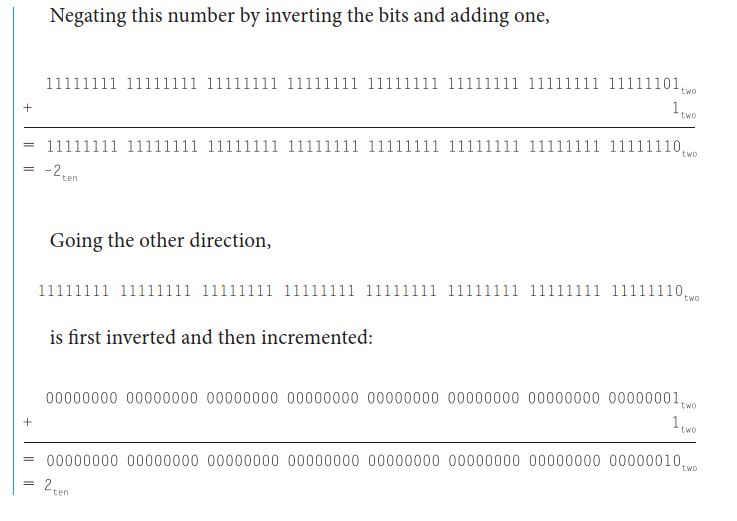 Negating this number by inverting the bits and adding one,
11111111 11111111 11111111 11111111 11111111 11111111 11111111 11111101two
+ 1two
= 11111111 11111111 11111111 11111111 11111111 11111111 11111111 11111110two
= -2ten
Going the other direction,
11111111 11111111 11111111 11111111 11111111 11111111 11111111 11111110two
is first inverted and then incremented:
00000000 00000000 00000000 00000000 00000000 00000000 00000000 00000001two
+ 1two
= 00000000 00000000 00000000 00000000 00000000 00000000 00000000 00000010two
= 2ten